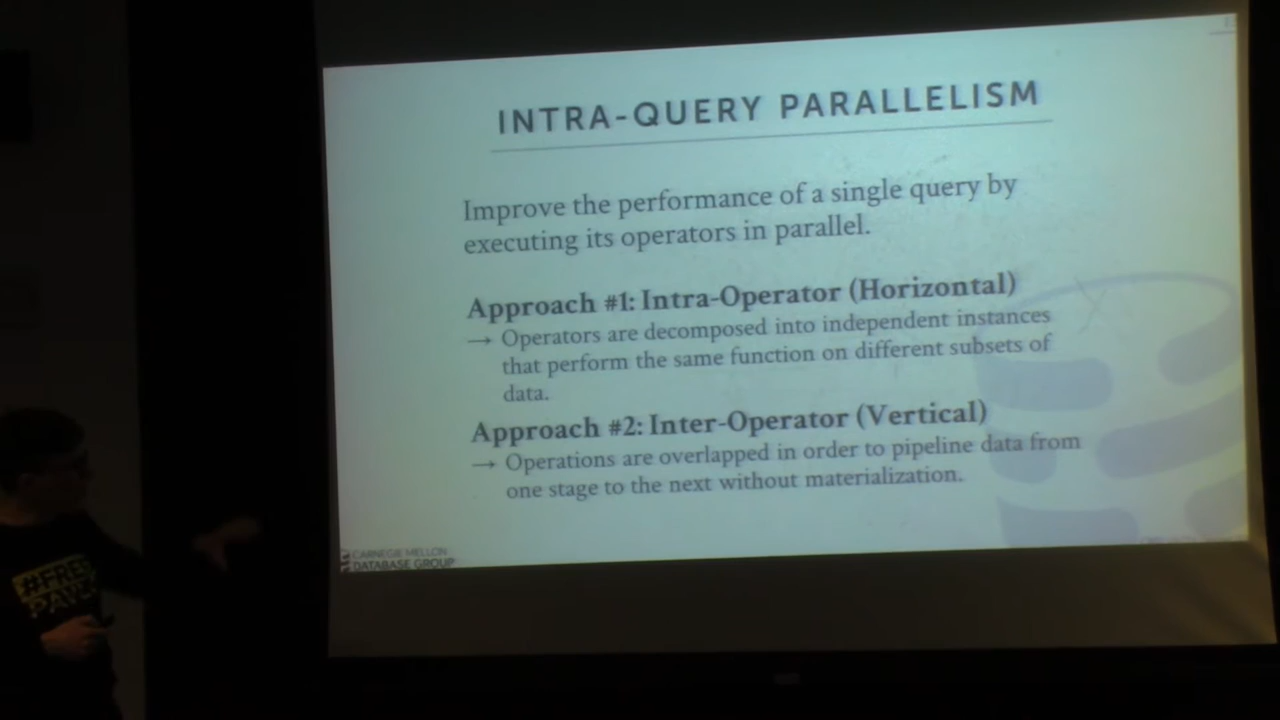 INTRA-QUERY PARALLELISM
Improve the performance of a single query by
executing its operators in parallel.
Approach #1: Intra-Operator (Horizontal)
→ Operators are decomposed into independent instances
that perform the same function on different subsets of
data.
Approach #2: Inter-Operator (Vertical)
→ Operations are overlapped in order to pipeline data from
one stage to the next without materialization.
CARNEGIE MELLON
DATABASE GROUP
#FREE